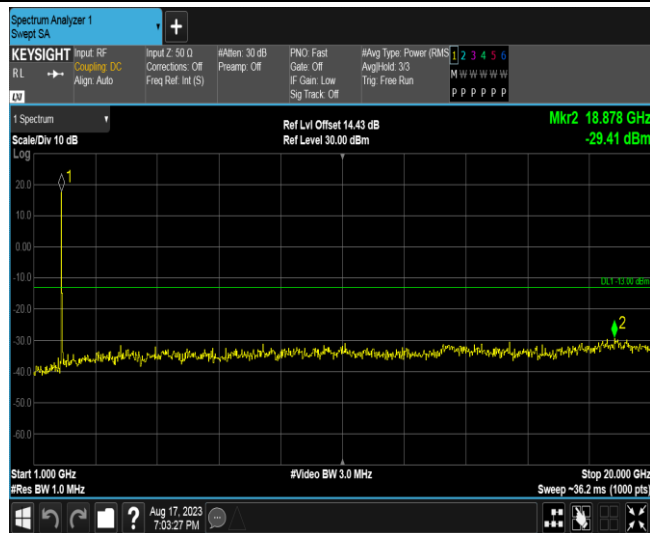 Spectrum Analyzer 1
Swept SA
+
KEYSIGHT Input: RF Input Z: 50 Ω #Atten: 30 dB PNO: Fast #Avg Type: Power (RMS 1 2 3 4 5 6
RL Coupling: DC Corrections: Off Preamp: Off Gate: Off Avg|Hold: 3/3 M W W W W W
Align: Auto Freq Ref: Int (S) IF Gain: Low Trig: Free Run
Sig Track: Off P P P P P P
LXI
1 Spectrum Ref Lvl Offset 14.43 dB Mkr2 18.878 GHz
Scale/Div 10 dB Ref Level 30.00 dBm -29.41 dBm
Log
1
20.0
10.0
0.00
-10.0
DL1 -13.00 dBm
-20.0
2
-30.0
-40.0
-50.0
-60.0
Start 1.000 GHz #Video BW 3.0 MHz Stop 20.000 GHz
#Res BW 1.0 MHz Sweep ~36.2 ms (1000 pts)
? Aug 17, 2023
7:03:27 PM